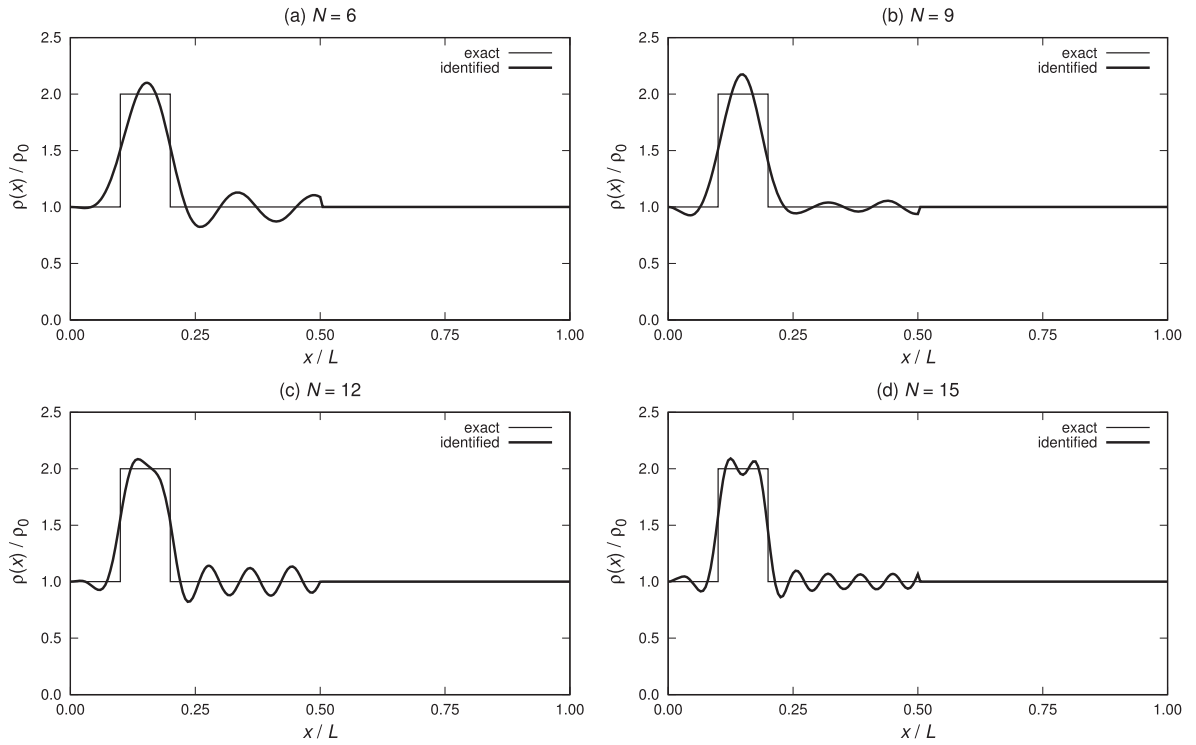 (a) N = 6
2.5
2.0
1.5
1.0
0.5
0.0
ρ(x) / ρ0
exact
identified
0.00 0.25 0.50 0.75 1.00
x / L
(b) N = 9
2.5
2.0
1.5
1.0
0.5
0.0
ρ(x) / ρ0
exact
identified
0.00 0.25 0.50 0.75 1.00
x / L
(c) N = 12
2.5
2.0
1.5
1.0
0.5
0.0
ρ(x) / ρ0
exact
identified
0.00 0.25 0.50 0.75 1.00
x / L
(d) N = 15
2.5
2.0
1.5
1.0
0.5
0.0
ρ(x) / ρ0
exact
identified
0.00 0.25 0.50 0.75 1.00
x / L